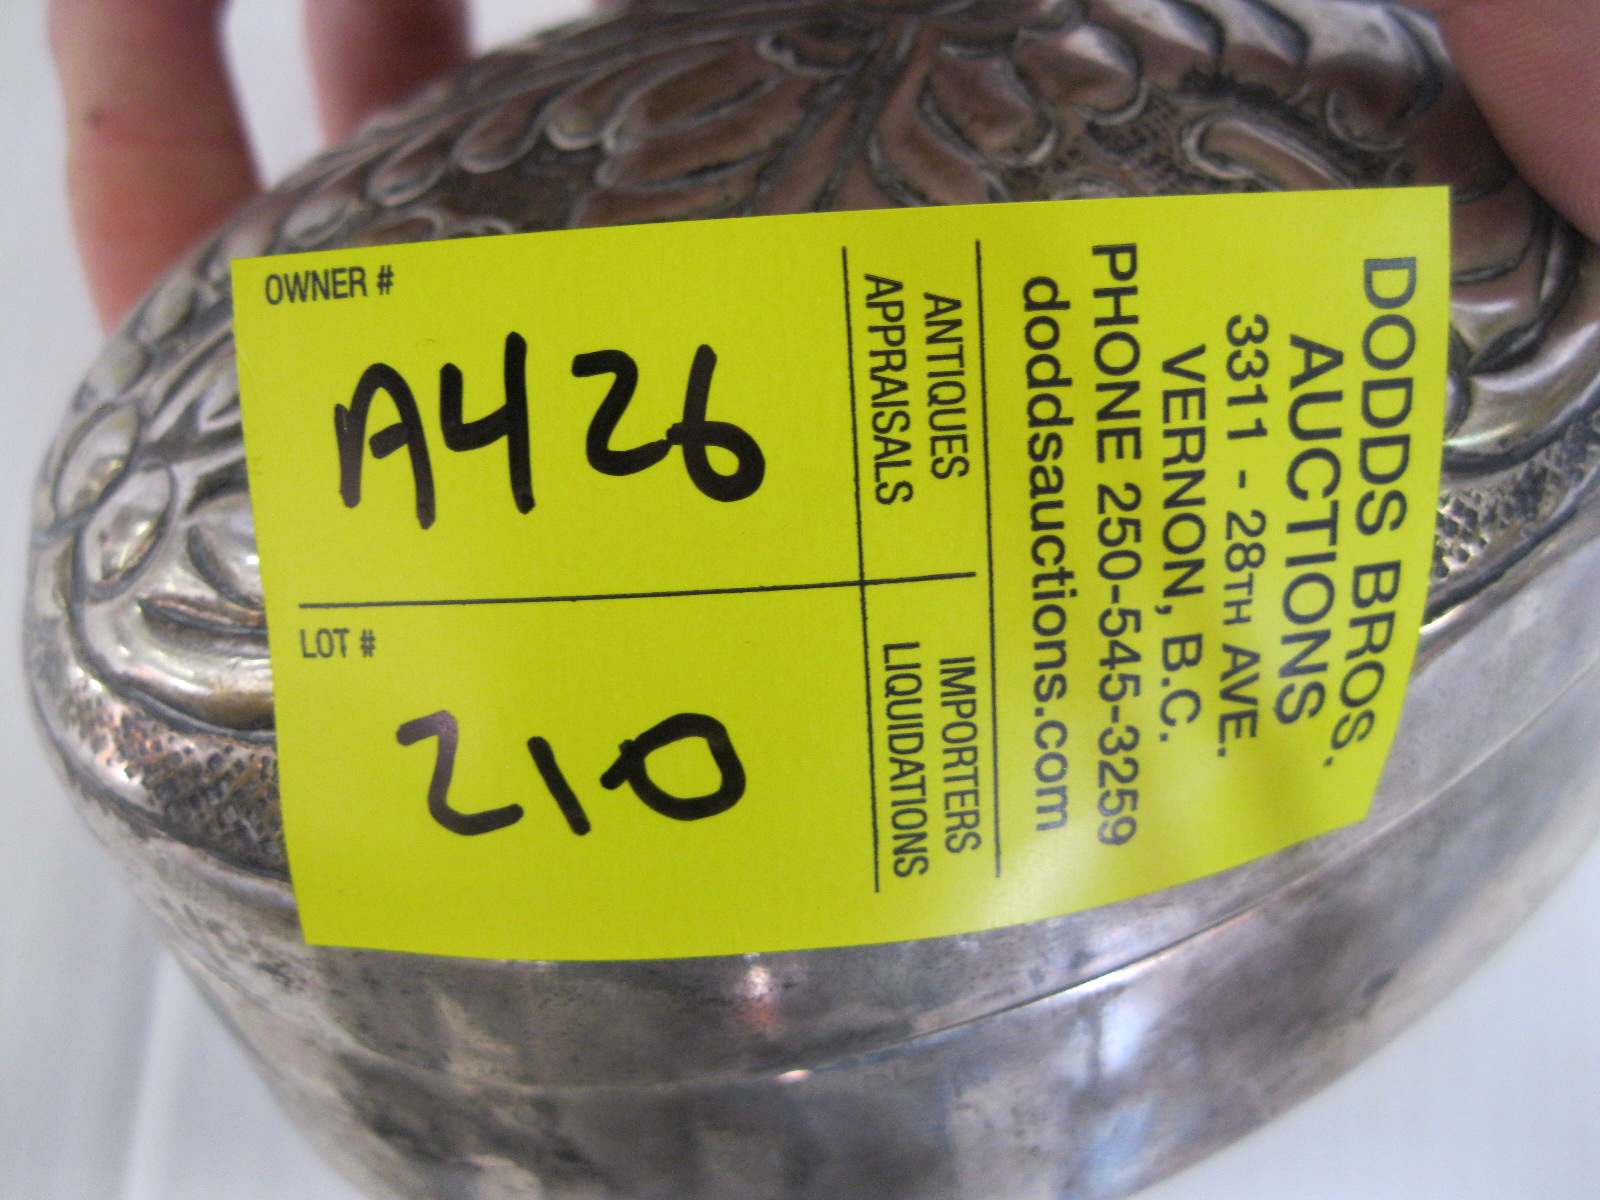 DODDS BROS.
AUCTIONS
3311 - 28TH AVE.
VERNON, B.C.
PHONE 250-545-3259
doddsauctions.com
ANTIQUES
APPRAISALS
IMPORTERS
LIQUIDATIONS
OWNER #
A426
LOT #
210